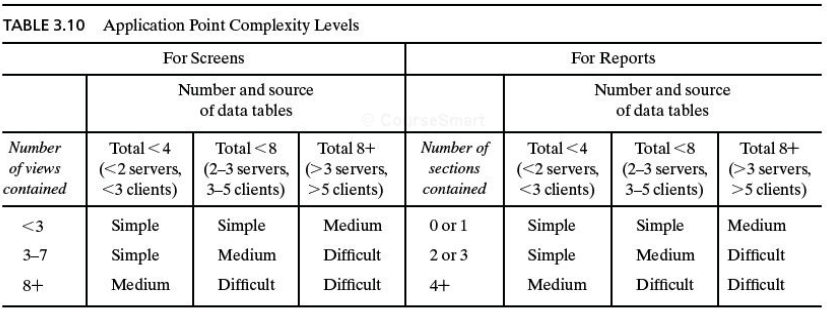 TABLE 3.10 Application Point Complexity Levels
For Screens For Reports
Number and source Number and source
of data tables of data tables
© CourseSmart
Number Total <4 Total <8 Total 8+ Number of Total <4 Total <8 Total 8+
of views (<2 servers, (2–3 servers, (>3 servers, sections (<2 servers, (2–3 servers, (>3 servers,
contained <3 clients) 3–5 clients) >5 clients) contained <3 clients) 3–5 clients) >5 clients)
<3 Simple Simple Medium 0 or 1 Simple Simple Medium
3–7 Simple Medium Difficult 2 or 3 Simple Medium Difficult
8+ Medium Difficult Difficult 4+ Medium Difficult Difficult